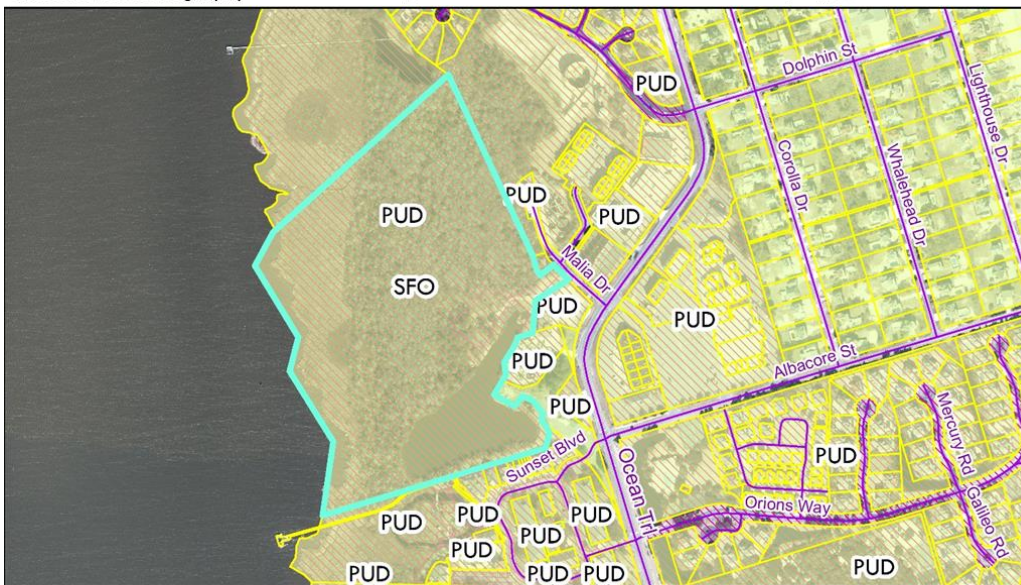 PUD
Dolphin St
Lighthouse Dr
Corolla Dr
Whalehead Dr
PUD
PUD
PUD
Malia Dr
SFO
PUD
PUD
PUD
Albacore St
PUD
Sunset Blvd
Ocean Trl
PUD
Mercury Rd
Galileo Rd
Orions Way
PUD
PUD
PUD
PUD
PUD
PUD
PUD
PUD
PUD